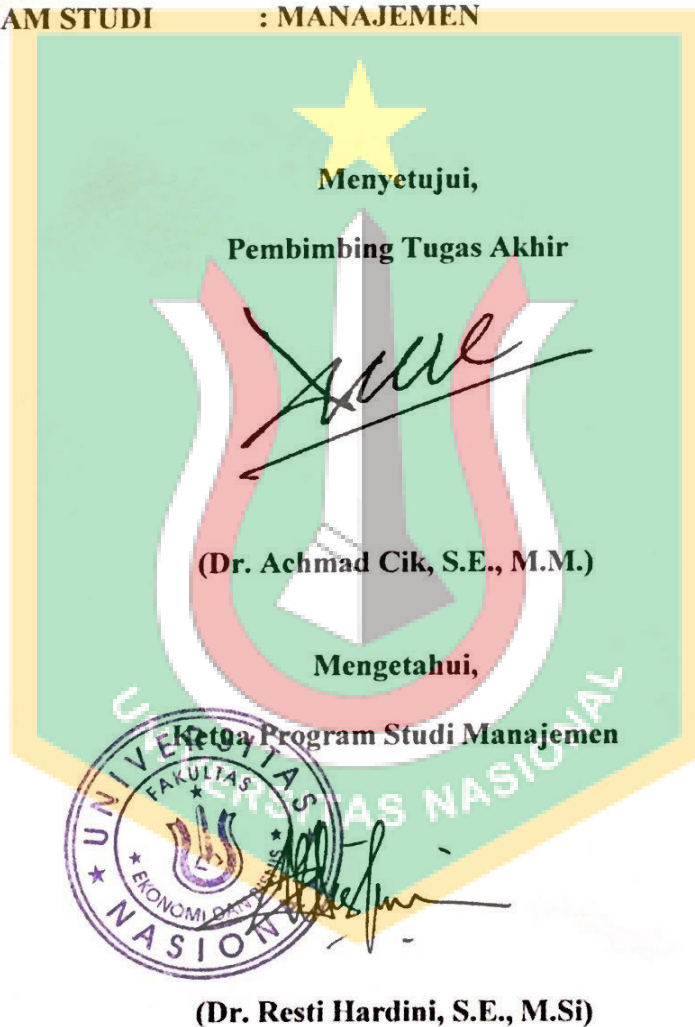 AM STUDI : MANAJEMEN
Menyetujui,
Pembimbing Tugas Akhir
(Dr. Achmad Cik, S.E., M.M.)
Mengetahui,
Ketua Program Studi Manajemen
UNIVERSITAS NASIONAL
UNIVERSITAS NASIONAL
FAKULTAS
EKONOMI DAN BISNIS
(Dr. Resti Hardini, S.E., M.Si)